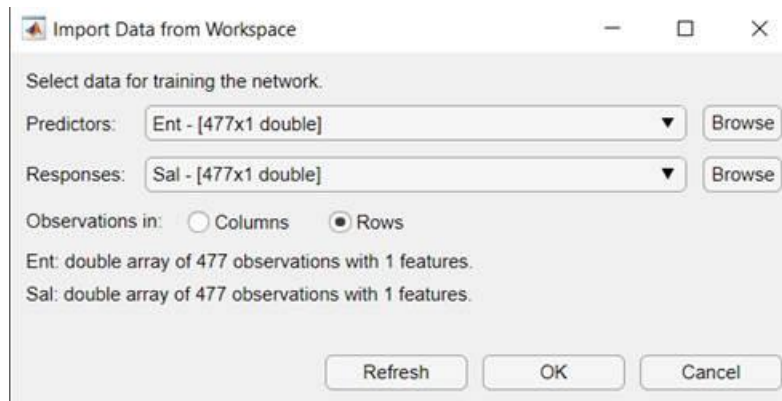 Import Data from Workspace
Select data for training the network.
Predictors: Ent - [477x1 double] Browse
Responses: Sal - [477x1 double] Browse
Observations in: Columns Rows
Ent: double array of 477 observations with 1 features.
Sal: double array of 477 observations with 1 features.
Refresh OK Cancel